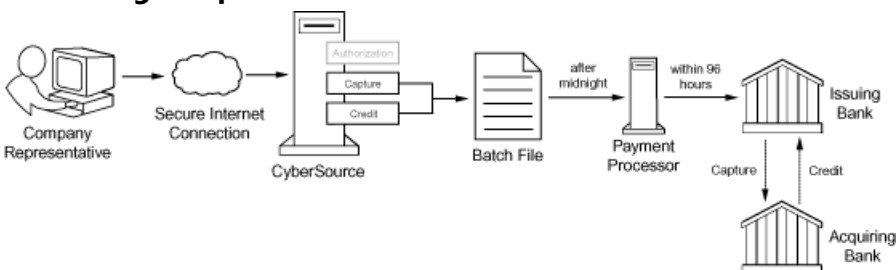 Authorization
Capture
Credit
after
midnight
within 96
hours
Issuing
Bank
Company
Representative
Secure Internet
Connection
CyberSource
Batch File
Payment
Processor
Capture
Credit
Acquiring
Bank